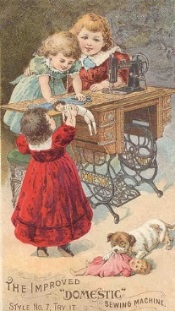 THE IMPROVED
"DOMESTIC"
SEWING MACHINE.
STYLE No. 7, TRY IT